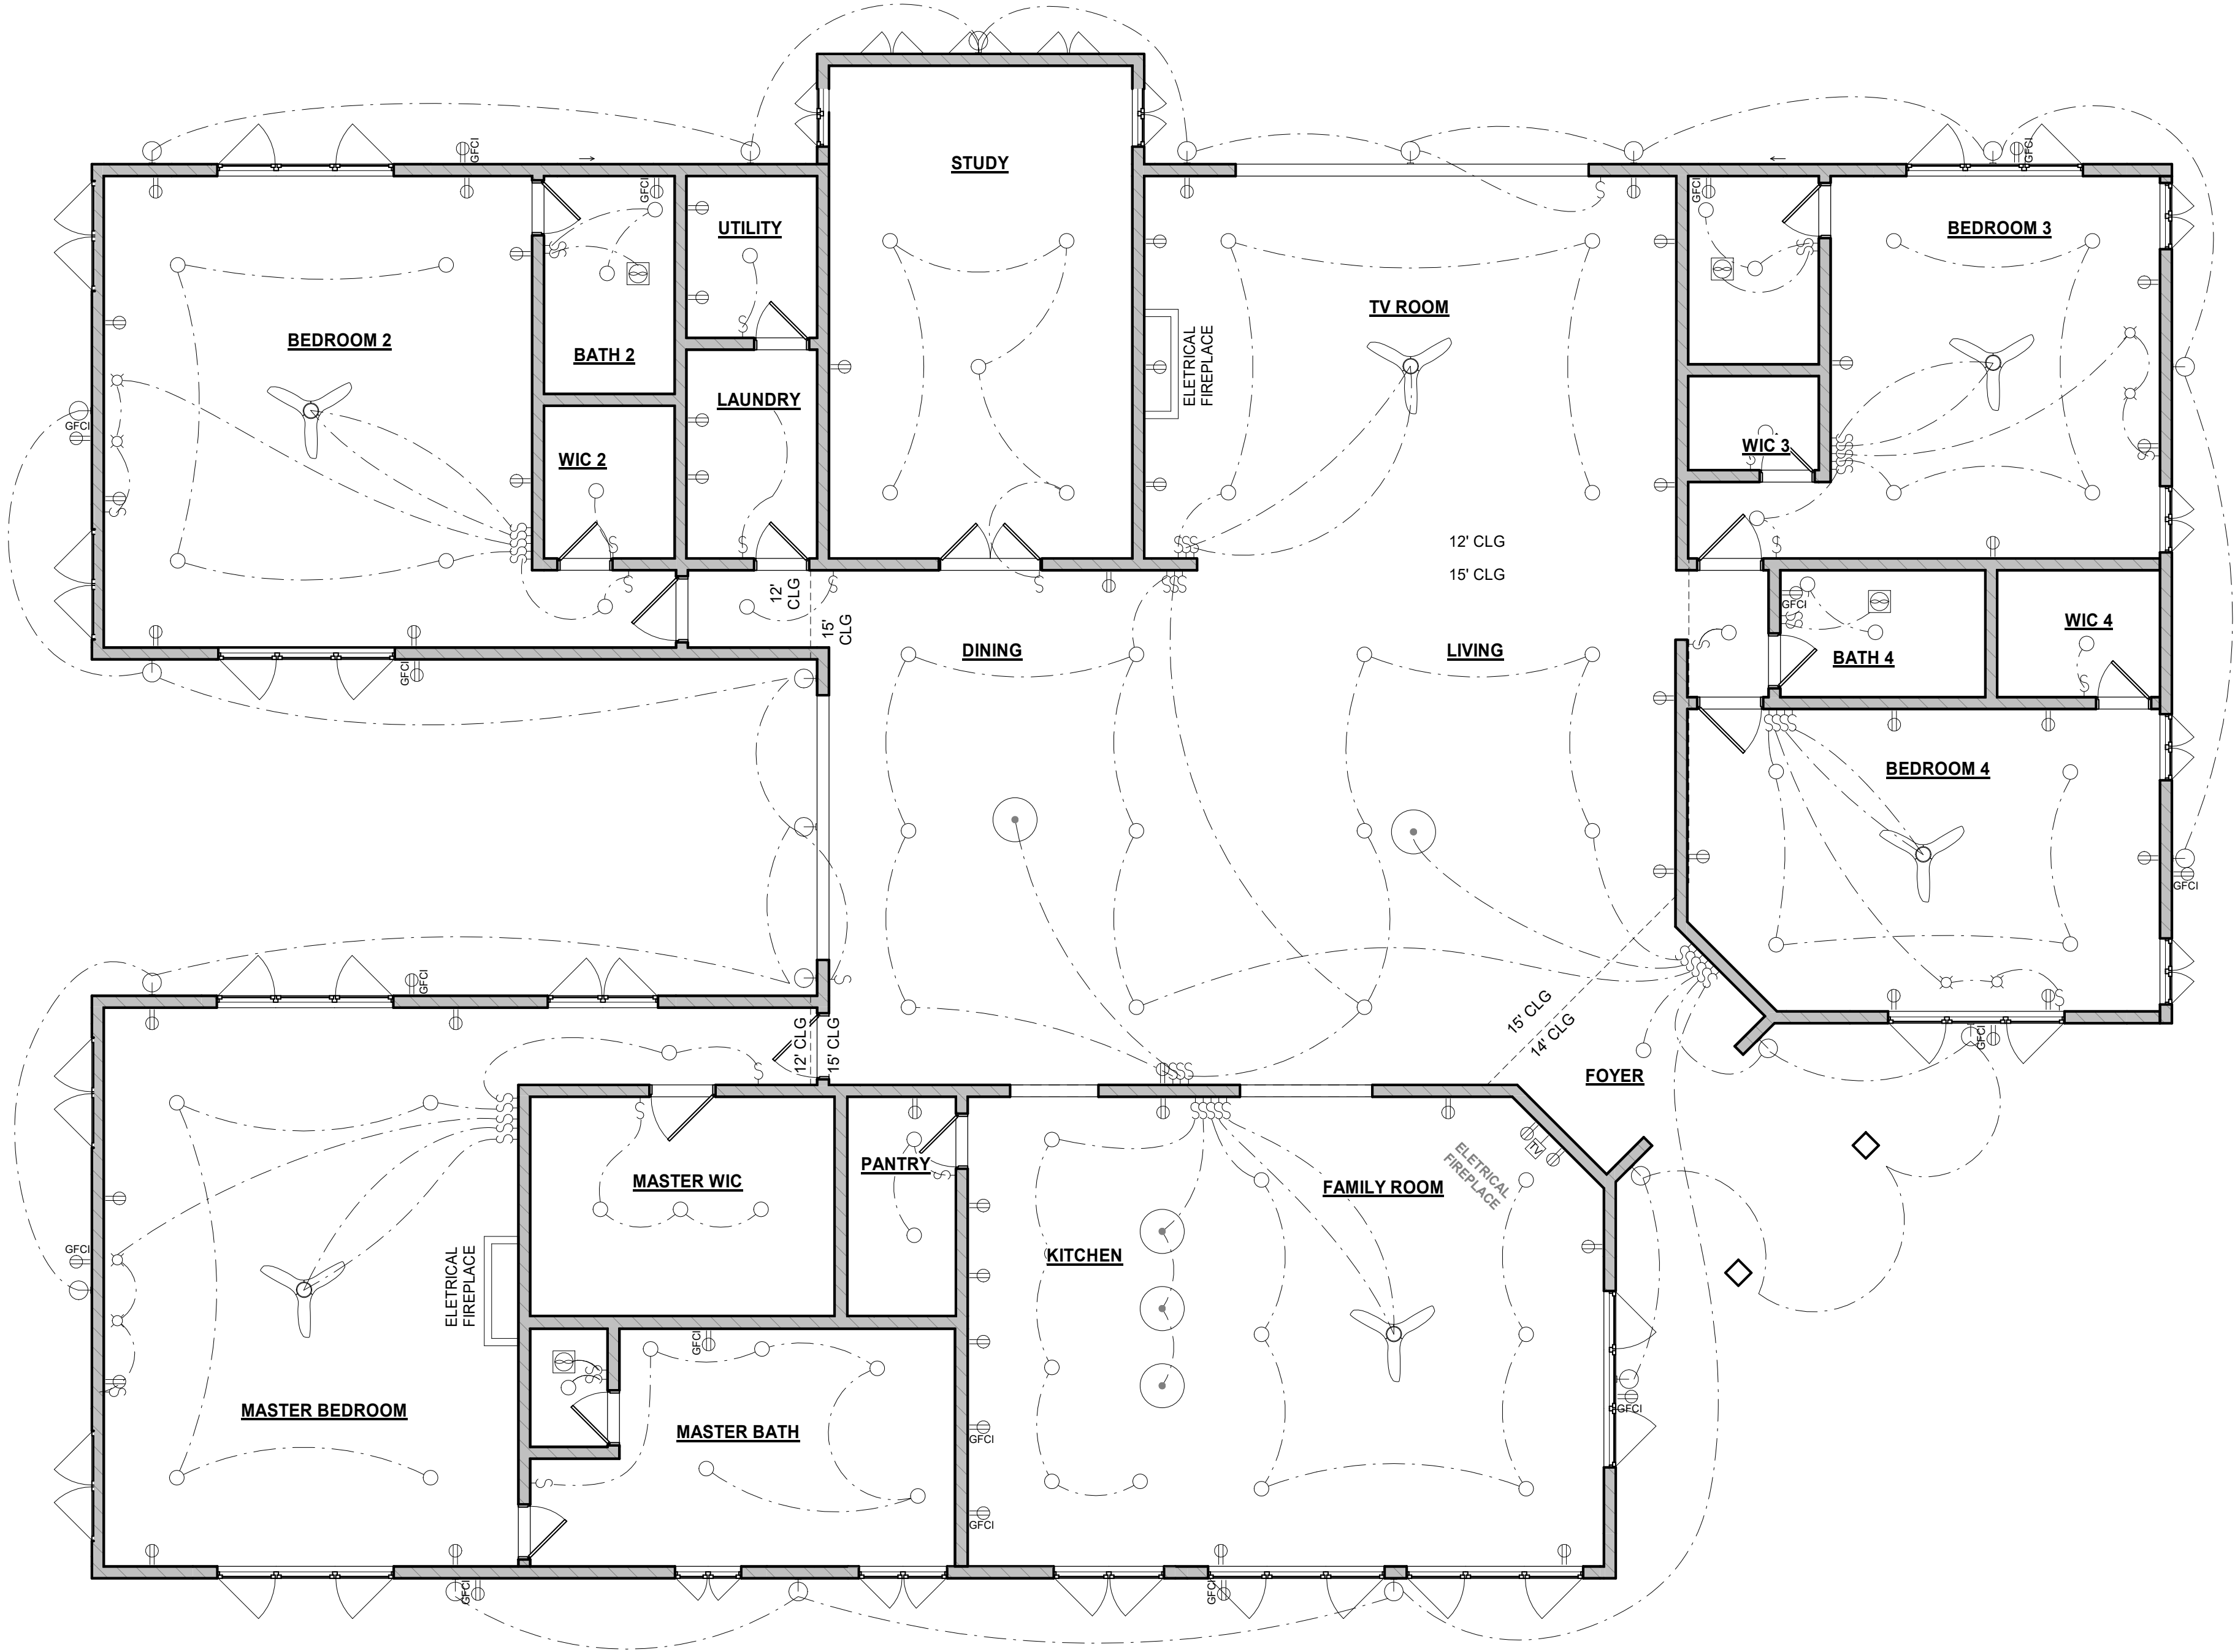 GFCI
GFCI
STUDY
GFCI
GFCI
UTILITY
BEDROOM 3
TV ROOM
ELETRICAL
FIREPLACE
BEDROOM 2
BATH 2
LAUNDRY
GFCI
WIC 2
WIC 3
12' CLG
15' CLG
12'
CLG
15'
CLG
GFCI
DINING
LIVING
BATH 4
WIC 4
GFCI
BEDROOM 4
GFCI
GFCI
12' CLG
15' CLG
15' CLG
14' CLG
GFCI
FOYER
TV
ELETRICAL
FIREPLACE
PANTRY
MASTER WIC
FAMILY ROOM
GFCI
KITCHEN
ELETRICAL
FIREPLACE
GFCI
MASTER BEDROOM
MASTER BATH
GFCI
GFCI
GFCI
GFCI
GFCI